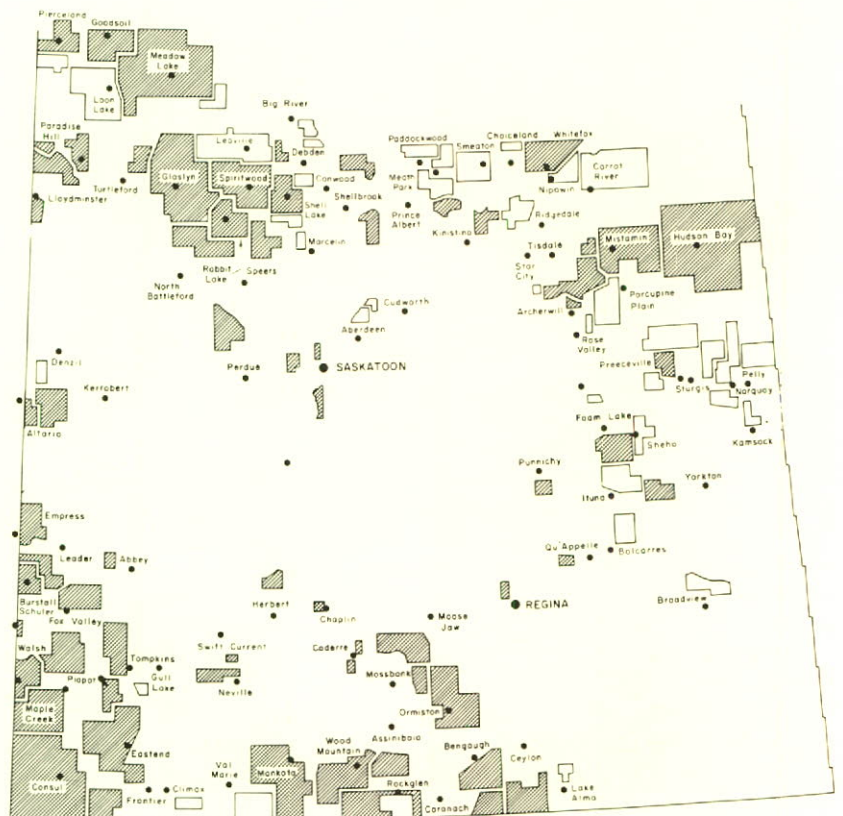 Pierceland
Goodsoil
Meadow
Lake
Loon
Lake
Big River
Paradise
Hill
Leoville
Debden
Paddockwood
Smeaton
Choiceland
Whitefox
Carrot
River
Lloydminster
Turtleford
Glaslyn
Spiritwood
Canwood
Shell
Lake
Shellbrook
Meath
Park
Prince
Albert
Nipawin
Marcelin
Kinistino
Ridgedale
Tisdale
Star
City
Mistamin
Hudson Bay
Rabbit
Lake
Speers
North
Battleford
Porcupine
Plain
Archerwill
Cudworth
Aberdeen
Rose
Valley
Denzil
Perdue
SASKATOON
Preeceville
Pelly
Sturgis
Norquay
Kerrobert
Altario
Foam Lake
Sheho
Kamsack
Punnichy
Ituna
Yorkton
Empress
Leader
Abbey
Qu'Appelle
Balcarres
Burstall
Schuler
Fox Valley
Herbert
Chaplin
Moose
Jaw
REGINA
Broadview
Walsh
Tompkins
Swift Current
Coderre
Piapot
Gull
Lake
Neville
Mossbank
Maple
Creek
Ormiston
Assiniboia
Eastend
Wood
Mountain
Bengough
Ceylon
Consul
Val
Marie
Mankota
Rockglen
Frontier
Climax
Coronach
Lake
Alma